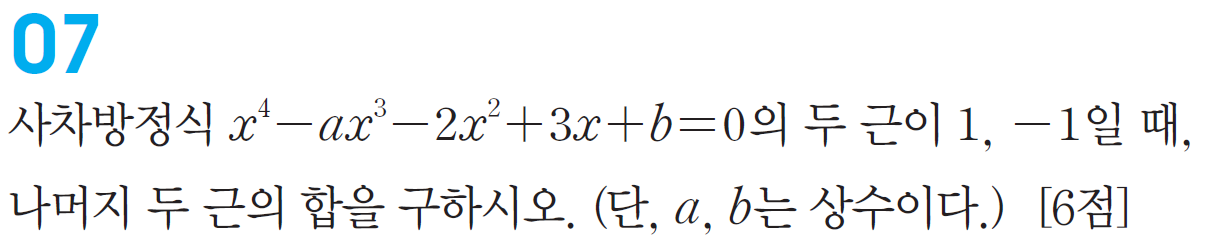 07
사차방정식 x⁴−ax³−2x²+3x+b=0의 두 근이 1, −1일 때,
나머지 두 근의 합을 구하시오. (단, a, b는 상수이다.) [6점]